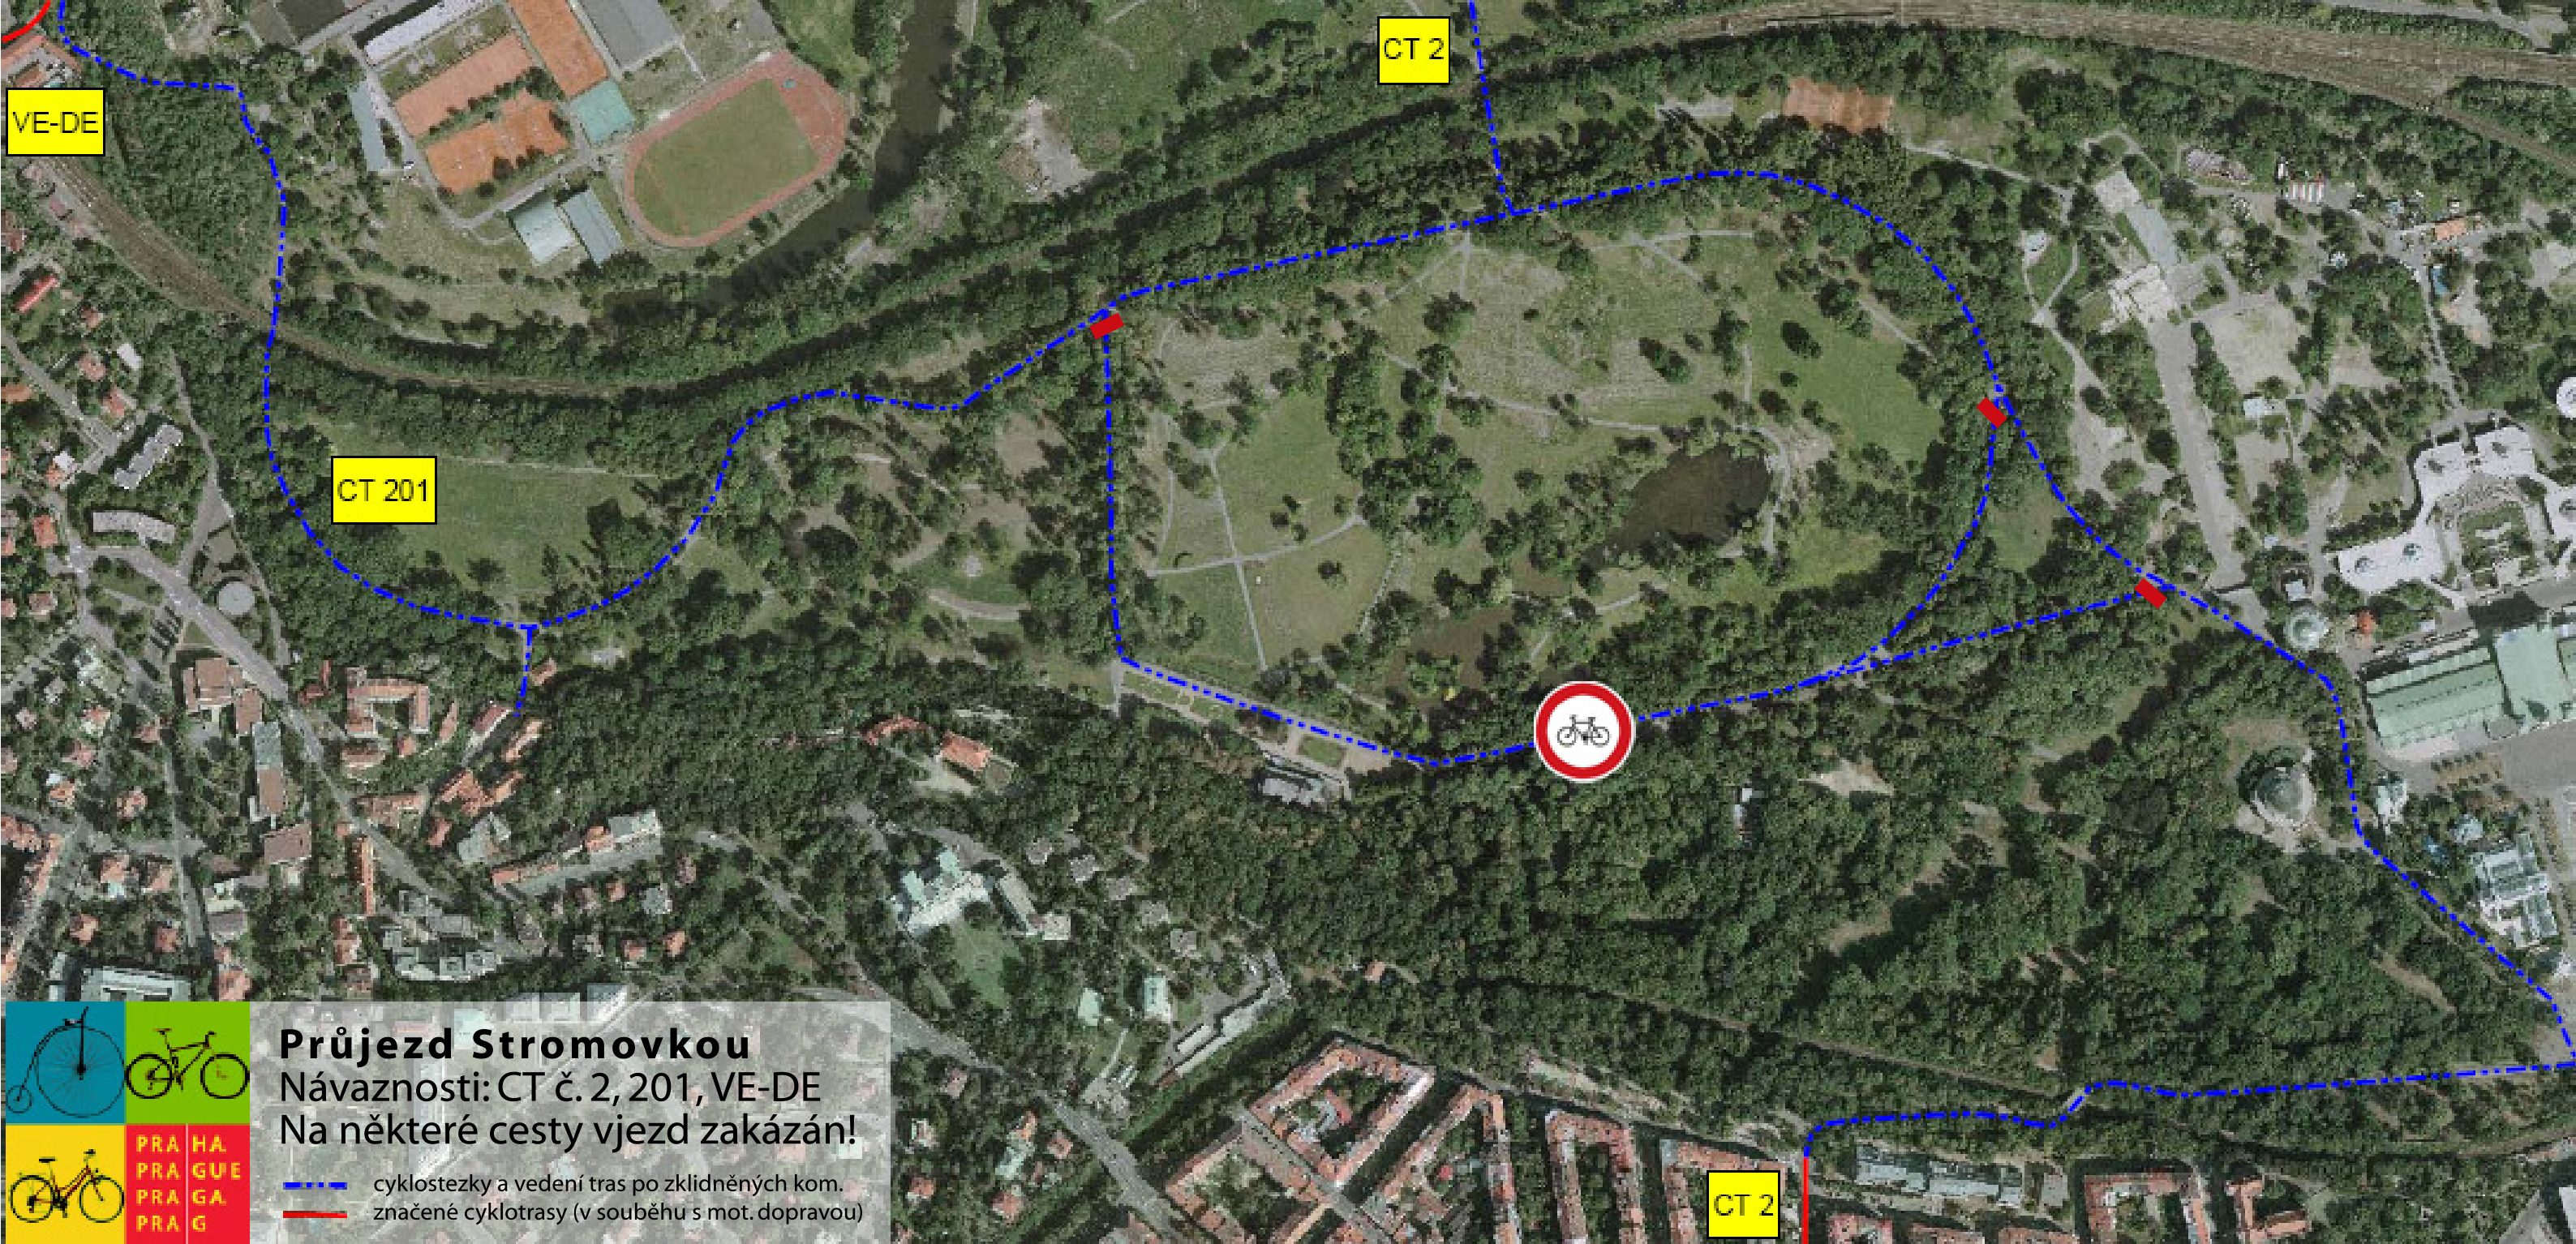 CT 2
VE-DE
CT 201
Průjezd Stromovkou
Návaznosti: CT č. 2, 201, VE-DE
Na některé cesty vjezd zakázán!
cyklostezky a vedení tras po zklidněných kom.
značené cyklotrasy (v souběhu s mot. dopravou)
PRA HA
PRA GUE
PRA GA
PRA G
CT 2